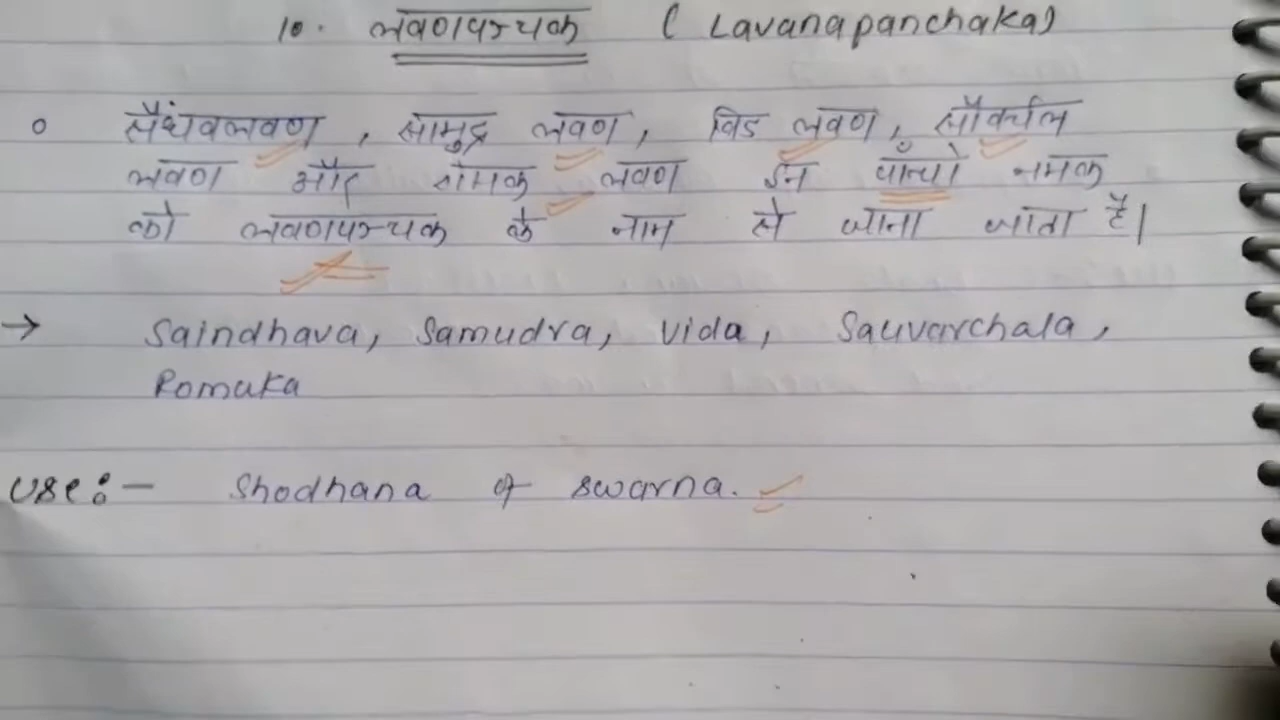 10. लवणपञ्चक ( Lavanapanchaka)
सैंधवलवण , सामुद्र लवण, विड लवण, सौवर्चल
लवण और रोमक लवण इन पाँचो नमक
को लवणपञ्चक के नाम से जाना जाता है।
→ Saindhava, Samudra, Vida, Sauvarchala,
Romaka
Use:- Shodhana of swarna.